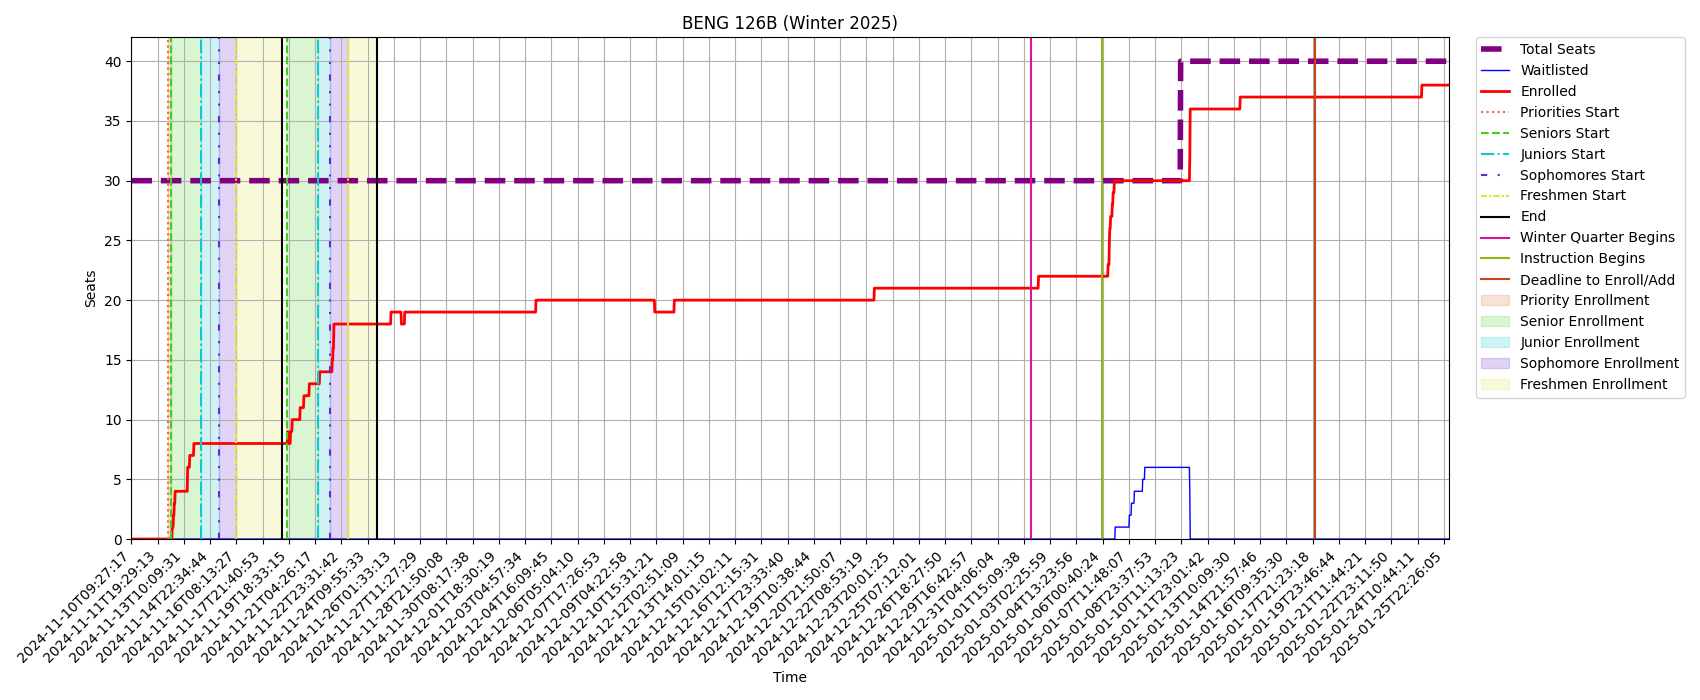 BENG 126B (Winter 2025)
Seats
40
35
30
25
20
15
10
5
0
2024-11-10T09:27:17
2024-11-11T19:29:13
2024-11-13T10:09:31
2024-11-14T22:34:44
2024-11-16T08:13:27
2024-11-17T21:40:53
2024-11-19T18:33:15
2024-11-21T04:26:17
2024-11-22T23:31:42
2024-11-24T09:55:33
2024-11-26T01:33:13
2024-11-27T11:27:29
2024-11-28T21:50:08
2024-11-30T08:17:38
2024-12-01T18:30:19
2024-12-03T04:57:34
2024-12-04T16:09:45
2024-12-06T05:04:10
2024-12-07T17:26:53
2024-12-09T04:22:58
2024-12-10T15:31:21
2024-12-12T02:51:09
2024-12-13T14:01:15
2024-12-15T01:02:11
2024-12-16T12:15:31
2024-12-17T23:33:40
2024-12-19T10:38:44
2024-12-20T21:50:07
2024-12-22T08:53:19
2024-12-23T20:01:25
2024-12-25T07:12:01
2024-12-26T18:27:50
2024-12-29T16:42:57
2024-12-31T04:06:04
2025-01-01T15:09:38
2025-01-03T02:25:59
2025-01-04T13:23:56
2025-01-06T00:40:24
2025-01-07T11:48:07
2025-01-08T23:37:53
2025-01-10T11:13:23
2025-01-11T23:01:42
2025-01-13T10:09:30
2025-01-14T21:57:46
2025-01-16T09:35:30
2025-01-17T21:23:18
2025-01-19T23:46:44
2025-01-21T11:44:21
2025-01-22T23:11:50
2025-01-24T10:44:11
2025-01-25T22:26:05
Time
Total Seats
Waitlisted
Enrolled
Priorities Start
Seniors Start
Juniors Start
Sophomores Start
Freshmen Start
End
Winter Quarter Begins
Instruction Begins
Deadline to Enroll/Add
Priority Enrollment
Senior Enrollment
Junior Enrollment
Sophomore Enrollment
Freshmen Enrollment